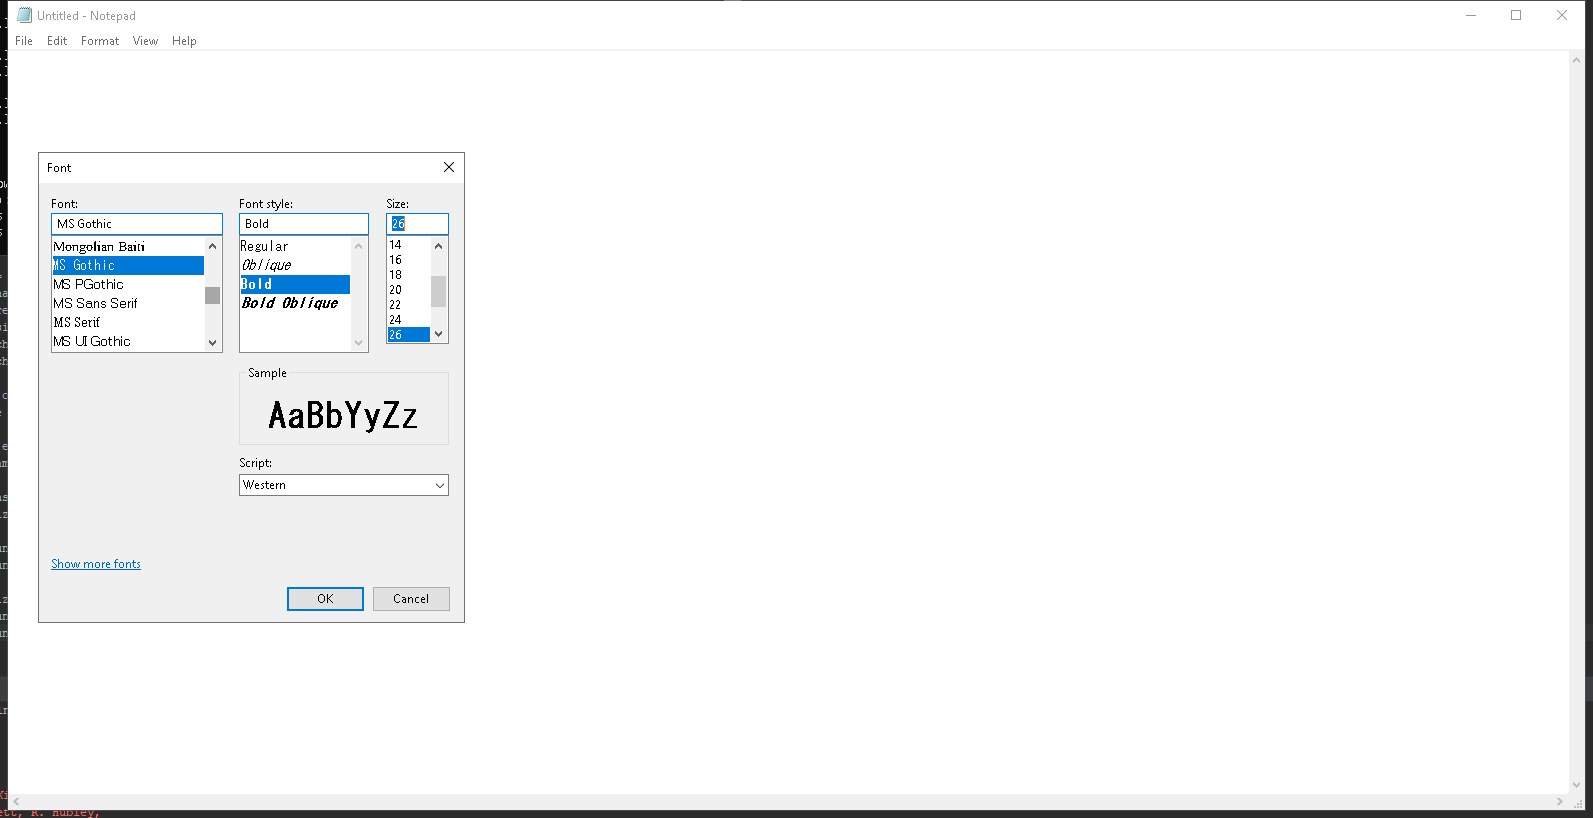 Untitled - Notepad
File Edit Format View Help
Font
Font: Font style: Size:
MS Gothic Bold 26
Mongolian Baiti Regular 14
MS Gothic Oblique 16
MS PGothic Bold 18
MS Sans Serif Bold Oblique 20
MS Serif 22
MS UI Gothic 24
26
Sample
AaBbYyZz
Script:
Western
Show more fonts
OK Cancel
R. Hubley,